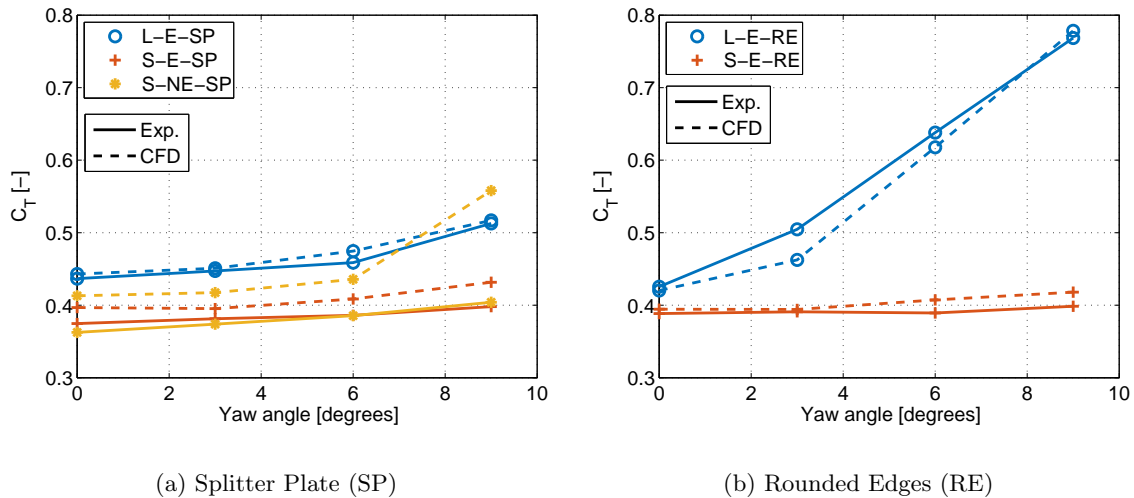 0.8
0.7
0.6
0.5
0.4
0.3
C_T [−]
L−E−SP
S−E−SP
S−NE−SP
Exp.
CFD
0 2 4 6 8 10
Yaw angle [degrees]
(a) Splitter Plate (SP)
0.8
0.7
0.6
0.5
0.4
0.3
C_T [−]
L−E−RE
S−E−RE
Exp.
CFD
0 2 4 6 8 10
Yaw angle [degrees]
(b) Rounded Edges (RE)